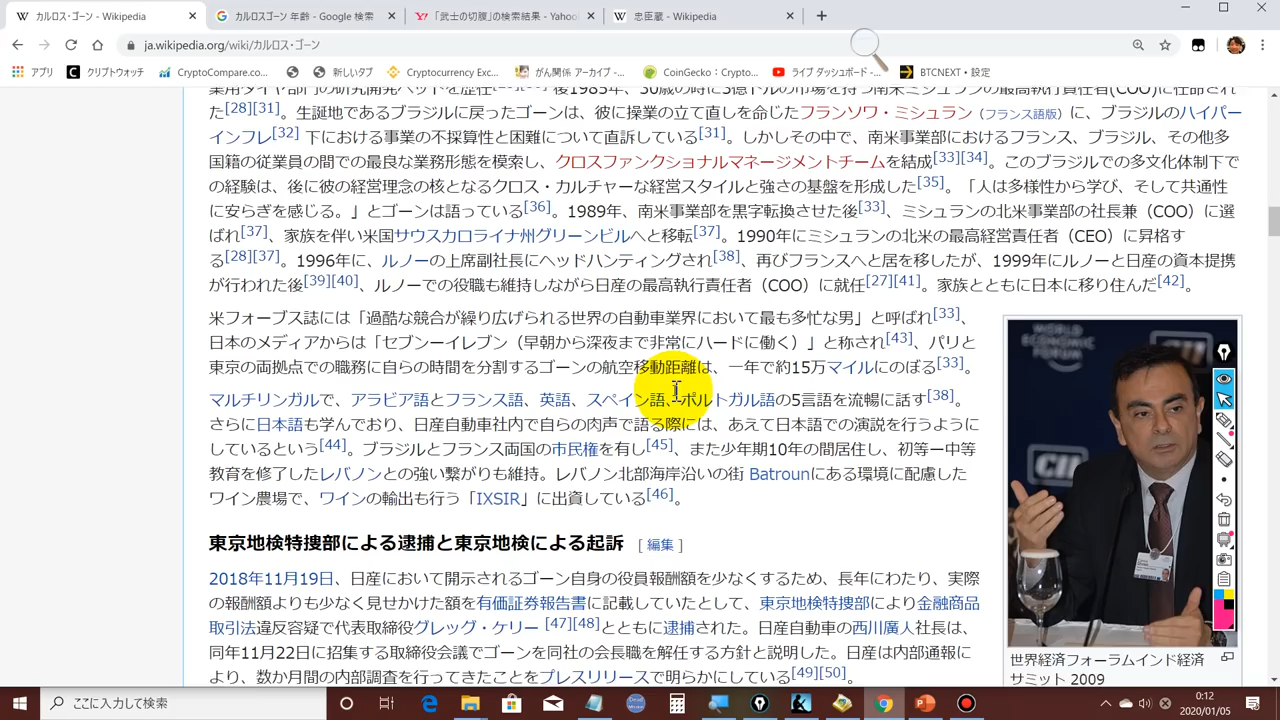 カルロス・ゴーン - Wikipedia
カルロスゴーン 年齢 - Google 検索
「武士の切腹」の検索結果 - Yahoo!
忠臣蔵 - Wikipedia
ja.wikipedia.org/wiki/カルロス・ゴーン
アプリ
クリプトウォッチ
CryptoCompare.co...
新しいタブ
Cryptocurrency Exc...
がん関係 アーカイブ - ...
CoinGecko : Crypto...
ライブ ダッシュボード - ...
BTCNEXT・設定
た[28][31]。生誕地であるブラジルに戻ったゴーンは、彼に操業の立て直しを命じたフランソワ・ミシュラン（フランス語版）に、ブラジルのハイパー
インフレ[32] 下における事業の不採算性と困難について直訴している[31]。しかしその中で、南米事業部におけるフランス、ブラジル、その他多
国籍の従業員の間での最良な業務形態を模索し、クロスファンクショナルマネージメントチームを結成[33][34]。このブラジルでの多文化体制下で
の経験は、後に彼の経営理念の核となるクロス・カルチャーな経営スタイルと強さの基盤を形成した[35]。「人は多様性から学び、そして共通性
に安らぎを感じる。」とゴーンは語っている[36]。1989年、南米事業部を黒字転換させた後[33]、ミシュランの北米事業部の社長兼（COO）に選
ばれ[37]、家族を伴い米国サウスカロライナ州グリーンビルへと移転[37]。1990年にミシュランの北米の最高経営責任者（CEO）に昇格す
る[28][37]。1996年に、ルノーの上席副社長にヘッドハンティングされ[38]、再びフランスへと居を移したが、1999年にルノーと日産の資本提携
が行われた後[39][40]、ルノーでの役職も維持しながら日産の最高執行責任者（COO）に就任[27][41]。家族とともに日本に移り住んだ[42]。
米フォーブス誌には「過酷な競合が繰り広げられる世界の自動車業界において最も多忙な男」と呼ばれ[33]、
日本のメディアからは「セブンーイレブン（早朝から深夜まで非常にハードに働く）」と称され[43]、パリと
東京の両拠点での職務に自らの時間を分割するゴーンの航空移動距離は、一年で約15万マイルにのぼる[33]。
マルチリンガルで、アラビア語とフランス語、英語、スペイン語、ポルトガル語の5言語を流暢に話す[38]。
さらに日本語も学んでおり、日産自動車社内で自らの肉声で語る際には、あえて日本語での演説を行うように
しているという[44]。ブラジルとフランス両国の市民権を有し[45]、また少年期10年の間居住し、初等ー中等
教育を修了したレバノンとの強い繋がりも維持。レバノン北部海岸沿いの街 Batrounにある環境に配慮した
ワイン農場で、ワインの輸出も行う「IXSIR」に出資している[46]。
東京地検特捜部による逮捕と東京地検による起訴 [ 編集 ]
2018年11月19日、日産において開示されるゴーン自身の役員報酬額を少なくするため、長年にわたり、実際
の報酬額よりも少なく見せかけた額を有価証券報告書に記載していたとして、東京地検特捜部により金融商品
取引法違反容疑で代表取締役グレッグ・ケリー [47][48]とともに逮捕された。日産自動車の西川廣人社長は、
同年11月22日に招集する取締役会議でゴーンを同社の会長職を解任する方針と説明した。日産は内部通報に
より、数か月間の内部調査を行ってきたことをプレスリリースで明らかにしている[49][50]。
WORLD
ECONOMIC
FORUM
世界経済フォーラムインド経済
サミット 2009
ここに入力して検索
0:12
2020/01/05